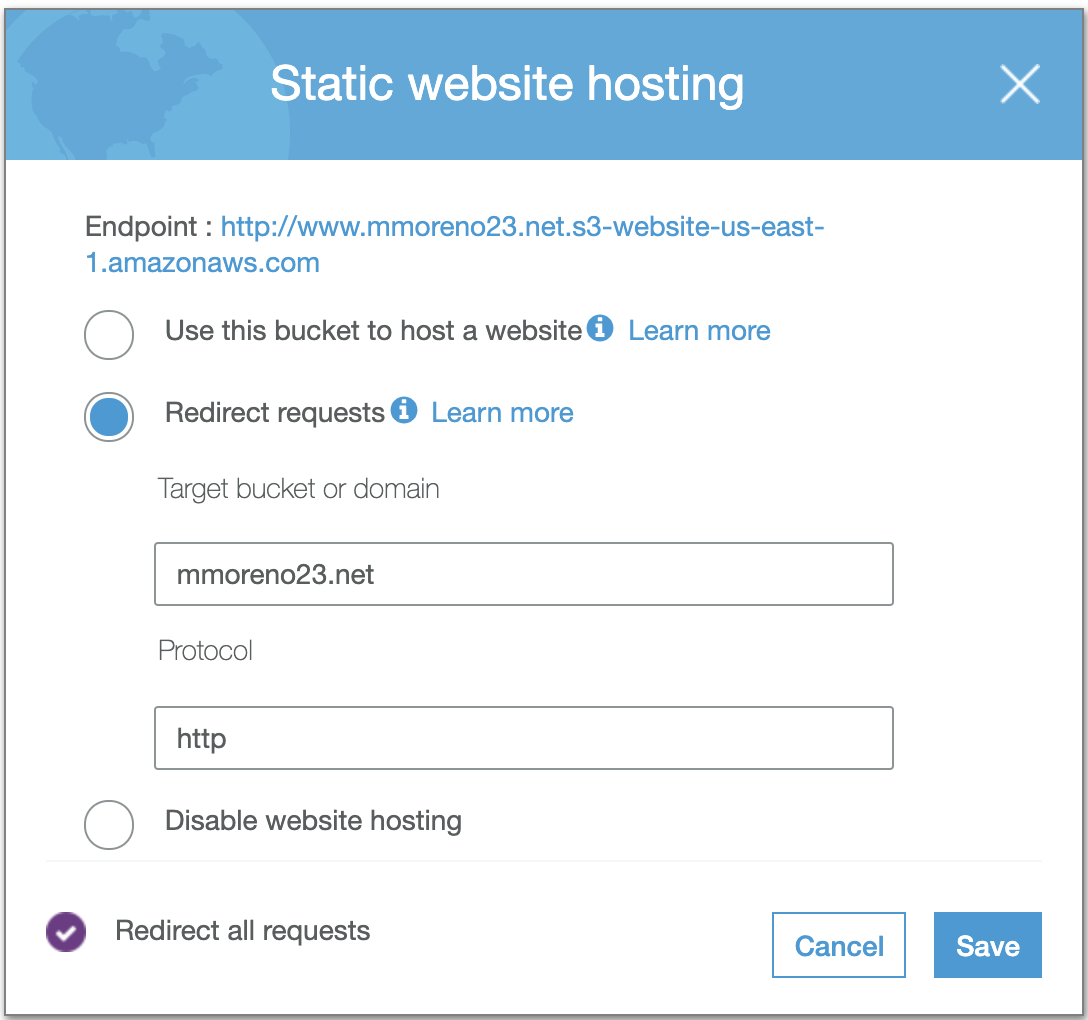 Static website hosting
Endpoint : http://www.mmoreno23.net.s3-website-us-east-
1.amazonaws.com
Use this bucket to host a website Learn more
Redirect requests Learn more
Target bucket or domain
mmoreno23.net
Protocol
http
Disable website hosting
Redirect all requests
Cancel Save